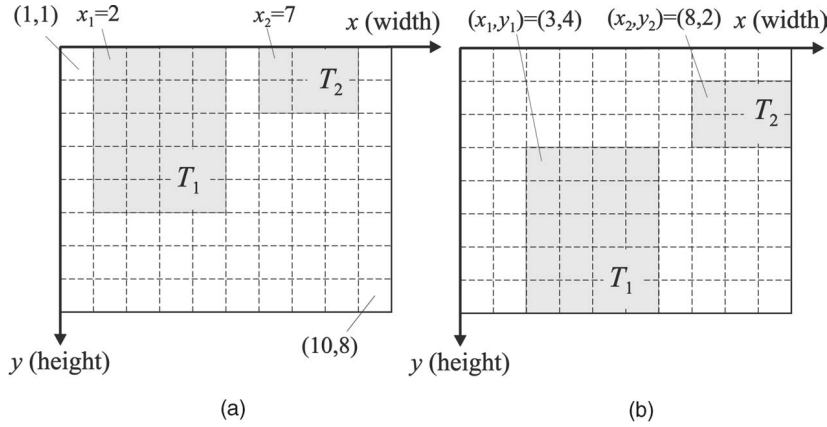 (1,1)
x₁=2
x₂=7
x (width)
T₂
T₁
(10,8)
y (height)
(a)
(x₁,y₁)=(3,4)
(x₂,y₂)=(8,2)
x (width)
T₂
T₁
y (height)
(b)